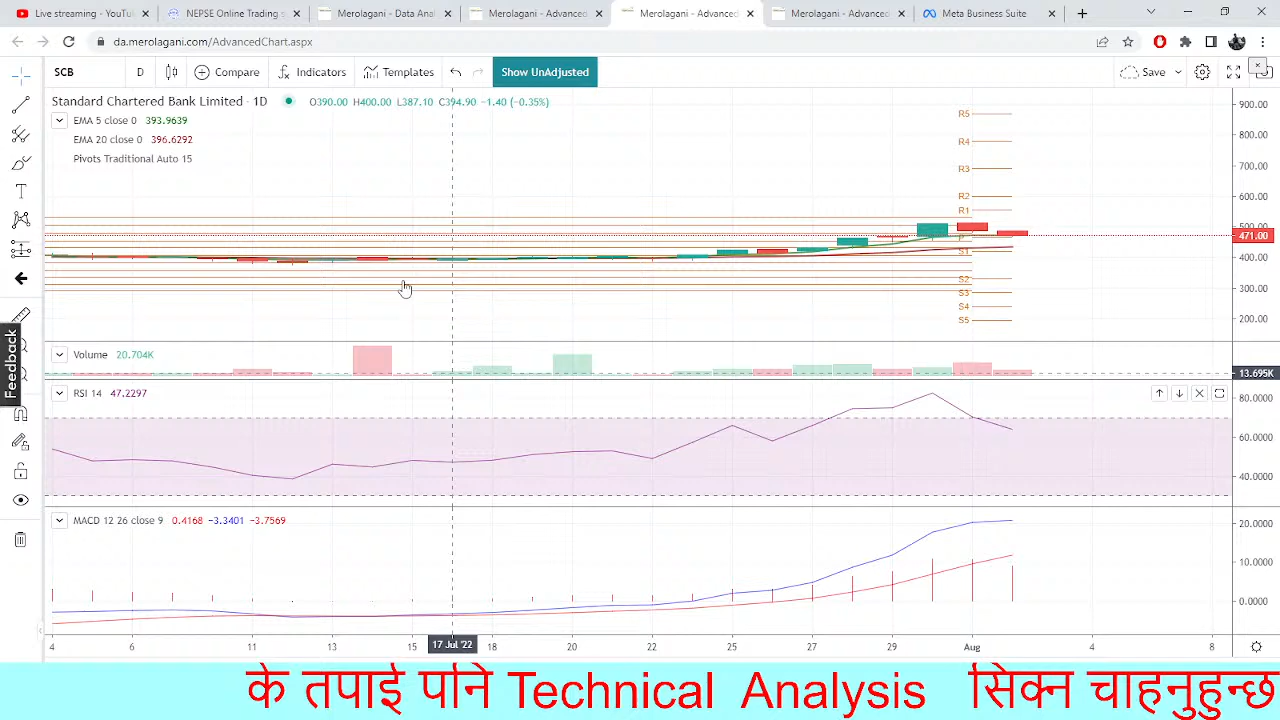 Live streaming - YouTu
NEPSE Online Trading s
Merolagani - Data Anal
Merolagani - Advanced
Merolagani - Advanced
Merolagani - Advanced
Meta Business Suite
da.merolagani.com/AdvancedChart.aspx
SCB D Compare Indicators Templates Show UnAdjusted Save
Standard Chartered Bank Limited · 1D O390.00 H400.00 L387.10 C394.90 −1.40 (−0.35%)
EMA 5 close 0 393.9639
EMA 20 close 0 396.6292
Pivots Traditional Auto 15
R5
R4
R3
R2
R1
P
S1
S2
S3
S4
S5
900.00
800.00
700.00
600.00
500.00
471.00
400.00
300.00
200.00
Feedback
Volume 20.704K
13.695K
RSI 14 47.2297
80.0000
60.0000
40.0000
MACD 12 26 close 9 0.4168 −3.3401 −3.7569
20.0000
10.0000
0.0000
4 6 11 13 15 17 Jul '22 18 20 22 25 27 29 Aug 4 8
के तपाई पनि Technical Analysis सिक्न चाहनुहुन्छ